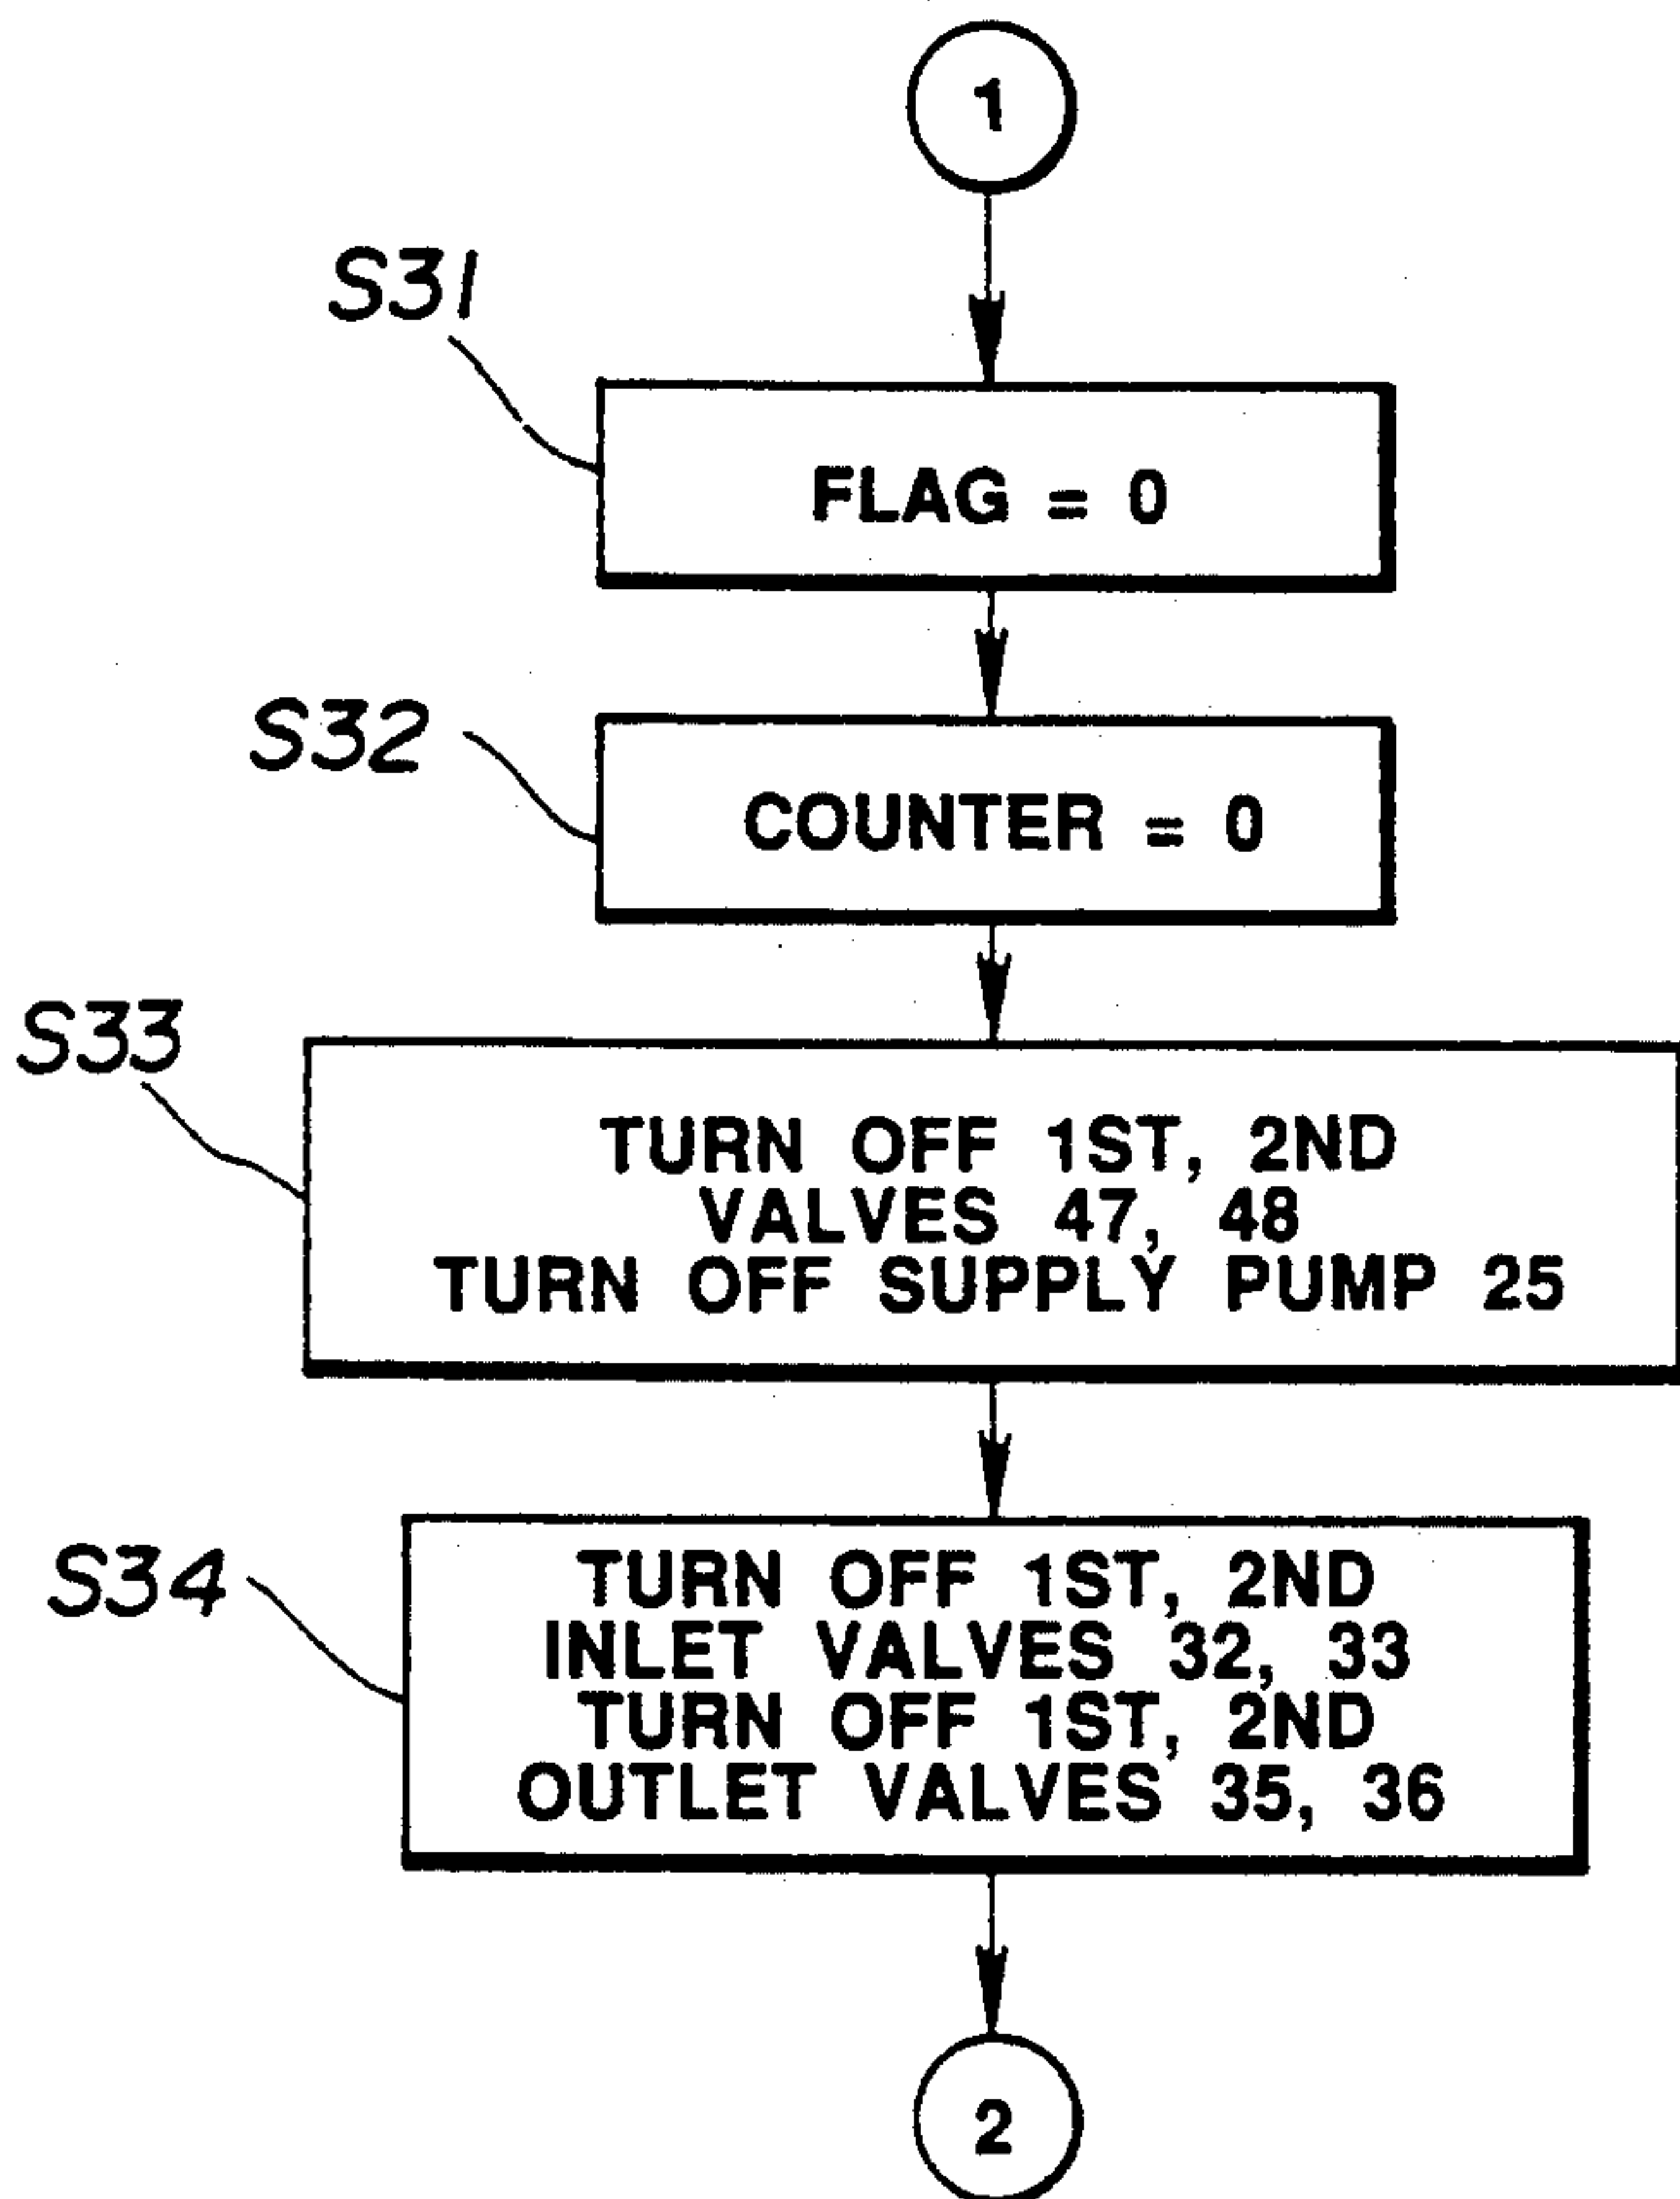 1
S31
FLAG = 0
S32
COUNTER = 0
S33
TURN OFF 1ST, 2ND
VALVES 47, 48
TURN OFF SUPPLY PUMP 25
S34
TURN OFF 1ST, 2ND
INLET VALVES 32, 33
TURN OFF 1ST, 2ND
OUTLET VALVES 35, 36
2